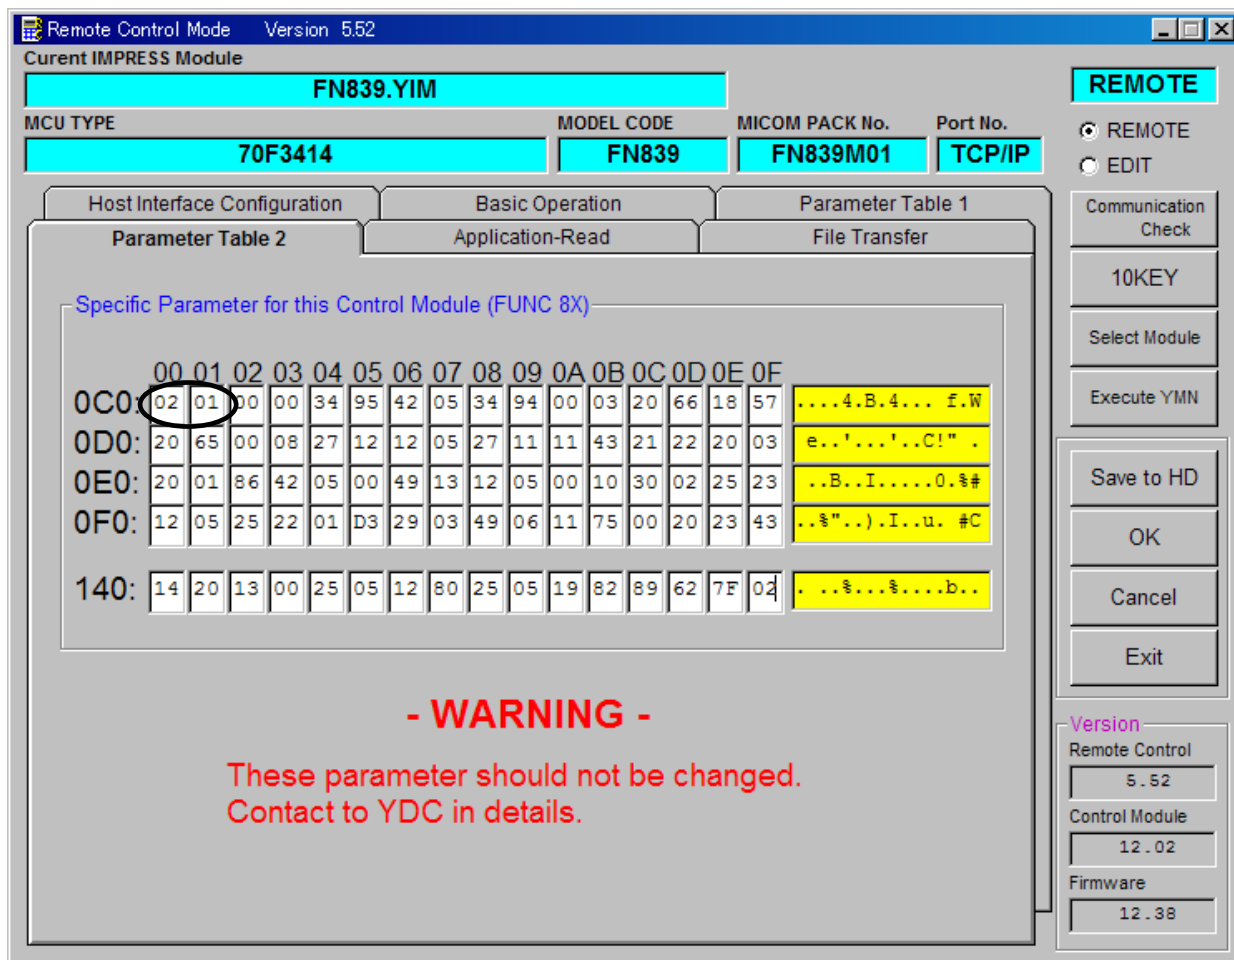 Remote Control Mode Version 5.52
Curent IMPRESS Module
FN839.YIM
REMOTE
MCU TYPE MODEL CODE MICOM PACK No. Port No.
70F3414 FN839 FN839M01 TCP/IP
REMOTE
EDIT
Host Interface Configuration Basic Operation Parameter Table 1
Parameter Table 2 Application-Read File Transfer
Communication
Check
10KEY
Select Module
Execute YMN
Specific Parameter for this Control Module (FUNC 8X)
00 01 02 03 04 05 06 07 08 09 0A 0B 0C 0D 0E 0F
0C0: 02 01 00 00 34 95 42 05 34 94 00 03 20 66 18 57 ....4.B.4... f.W
0D0: 20 65 00 08 27 12 12 05 27 11 11 43 21 22 20 03 e..'...'..C!" .
0E0: 20 01 86 42 05 00 49 13 12 05 00 10 30 02 25 23 ..B..I.....0.%#
0F0: 12 05 25 22 01 D3 29 03 49 06 11 75 00 20 23 43 ..%"..).I..u. #C
140: 14 20 13 00 25 05 12 80 25 05 19 82 89 62 7F 02 . ..%...%....b..
Save to HD
OK
Cancel
Exit
- WARNING -
These parameter should not be changed.
Contact to YDC in details.
Version
Remote Control
5.52
Control Module
12.02
Firmware
12.38